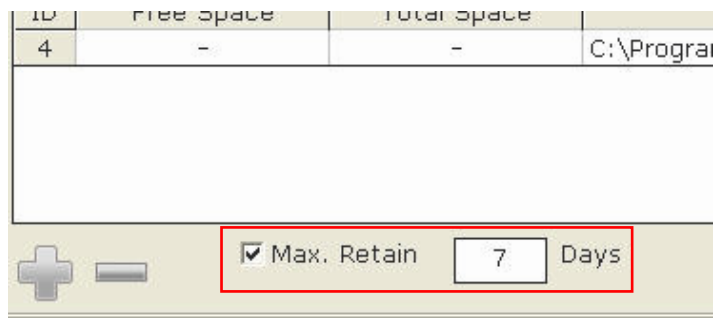 ID Free Space Total Space
4 - - C:\Progra
Max. Retain 7 Days